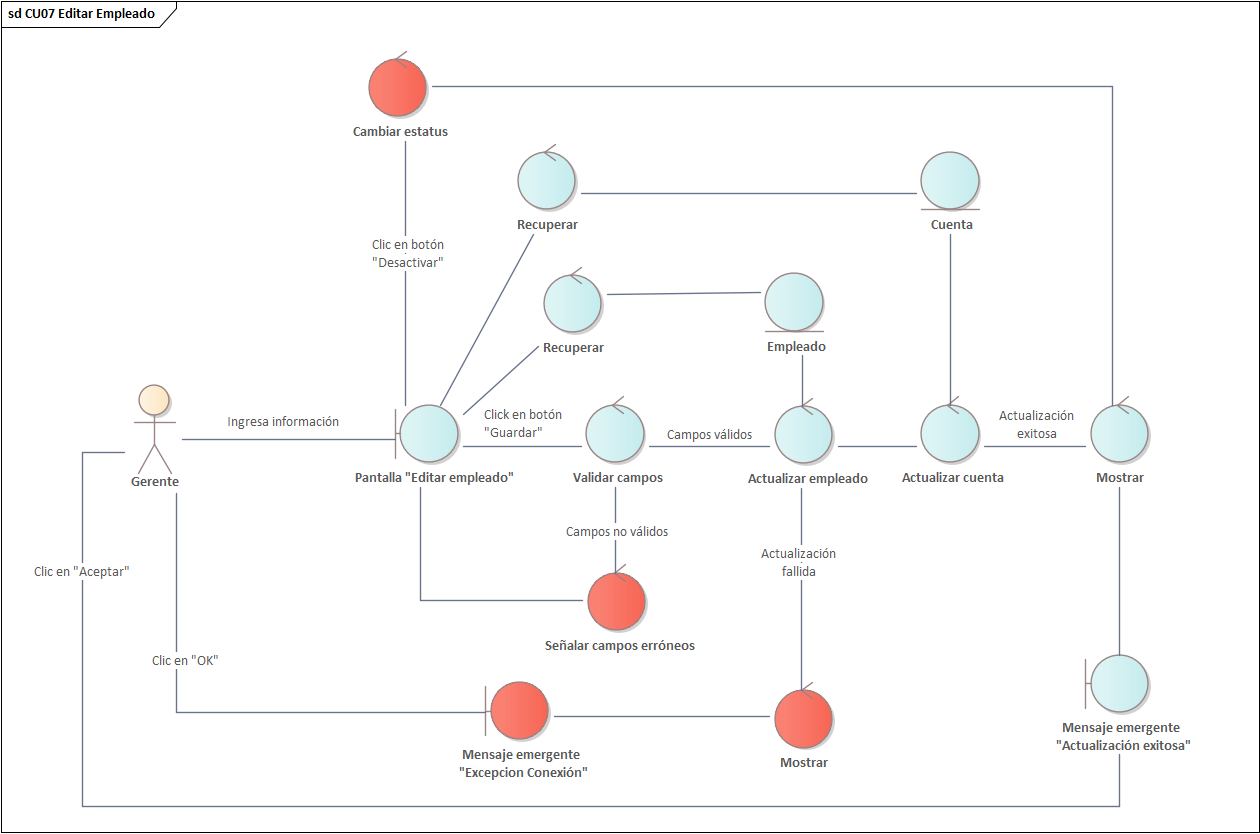 sd CU07 Editar Empleado
Cambiar estatus
Recuperar
Cuenta
Clic en botón
"Desactivar"
Recuperar
Empleado
Ingresa información
Click en botón
"Guardar"
Campos válidos
Actualización
exitosa
Gerente
Pantalla "Editar empleado"
Validar campos
Actualizar empleado
Actualizar cuenta
Mostrar
Campos no válidos
Actualización
fallida
Clic en "Aceptar"
Señalar campos erróneos
Clic en "OK"
Mensaje emergente
"Actualización exitosa"
Mensaje emergente
"Excepcion Conexión"
Mostrar